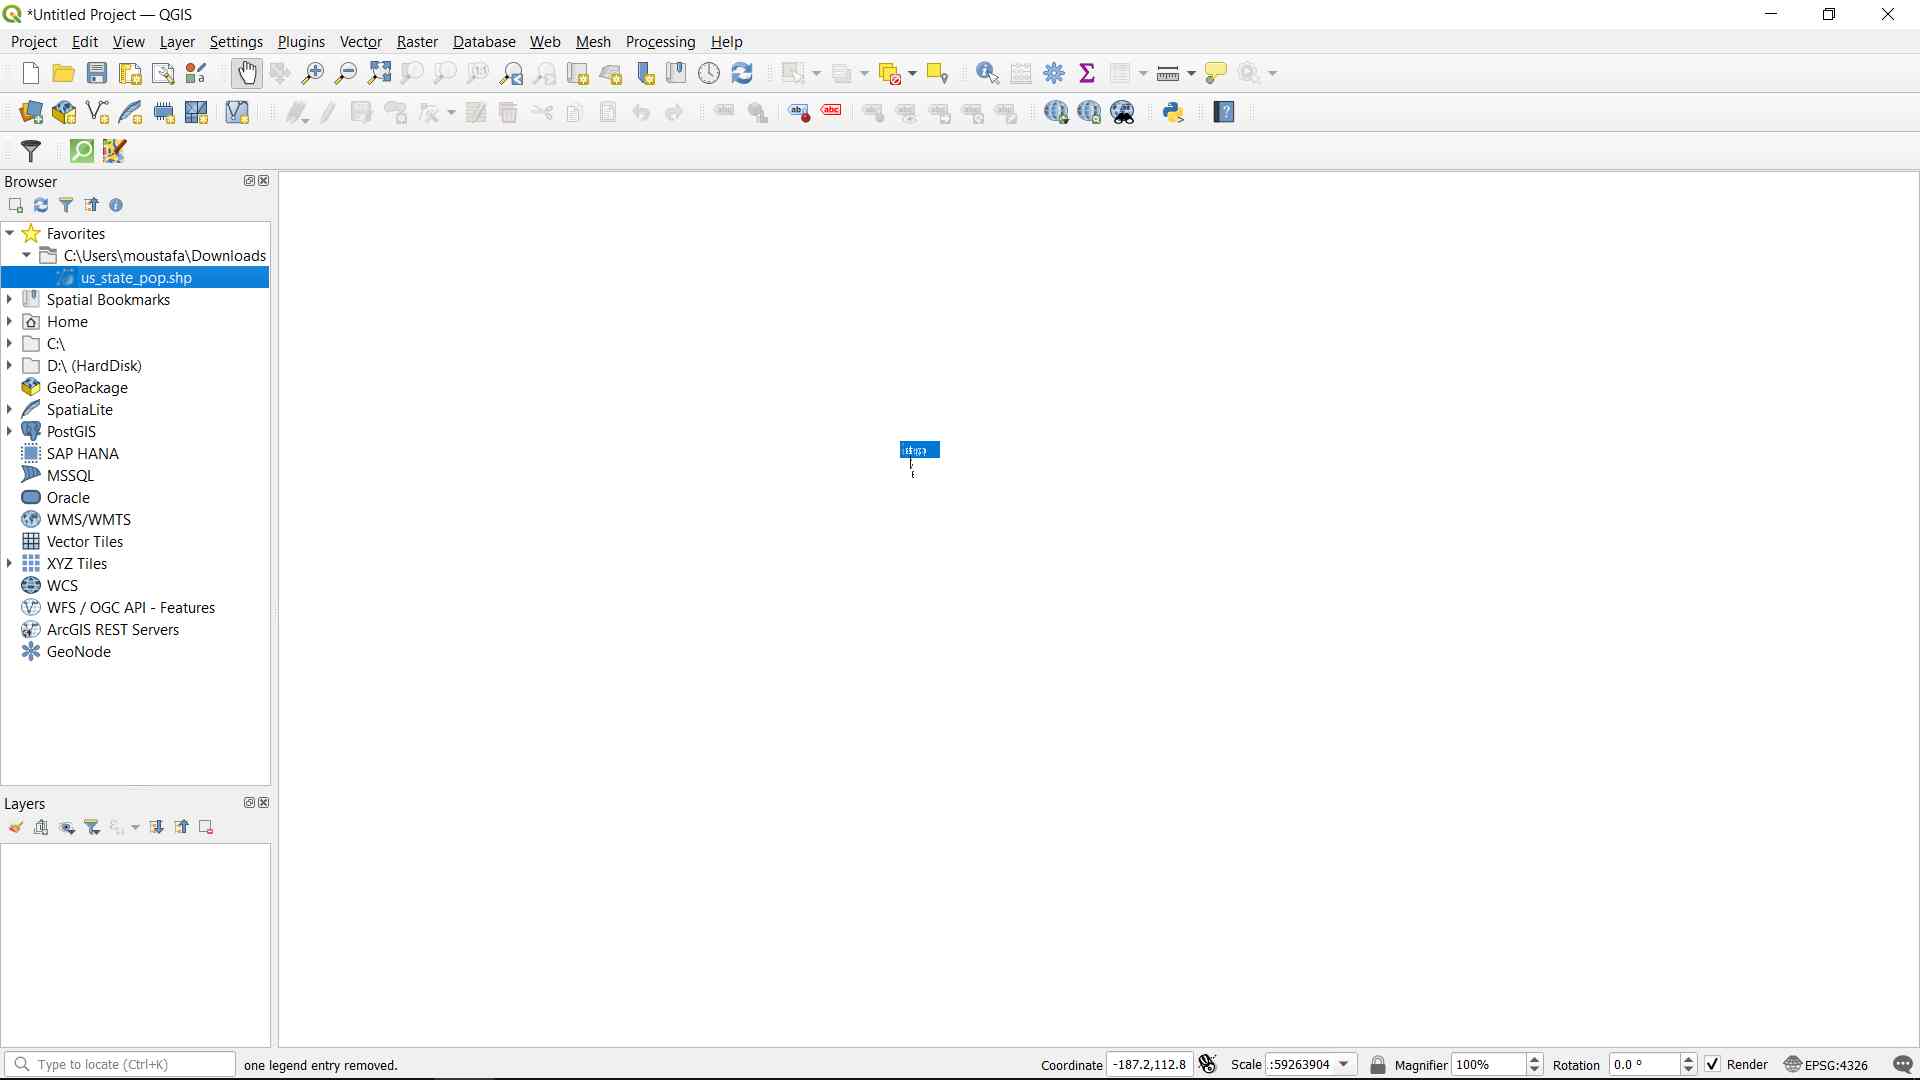 *Untitled Project — QGIS
Project Edit View Layer Settings Plugins Vector Raster Database Web Mesh Processing Help
Browser
Favorites
C:\Users\moustafa\Downloads
us_state_pop.shp
Spatial Bookmarks
Home
C:\
D:\ (HardDisk)
GeoPackage
SpatiaLite
PostGIS
SAP HANA
MSSQL
Oracle
WMS/WMTS
Vector Tiles
XYZ Tiles
WCS
WFS / OGC API - Features
ArcGIS REST Servers
GeoNode
Layers
Type to locate (Ctrl+K) one legend entry removed. Coordinate -187.2,112.8 Scale :59263904 Magnifier 100% Rotation 0.0 ° Render EPSG:4326